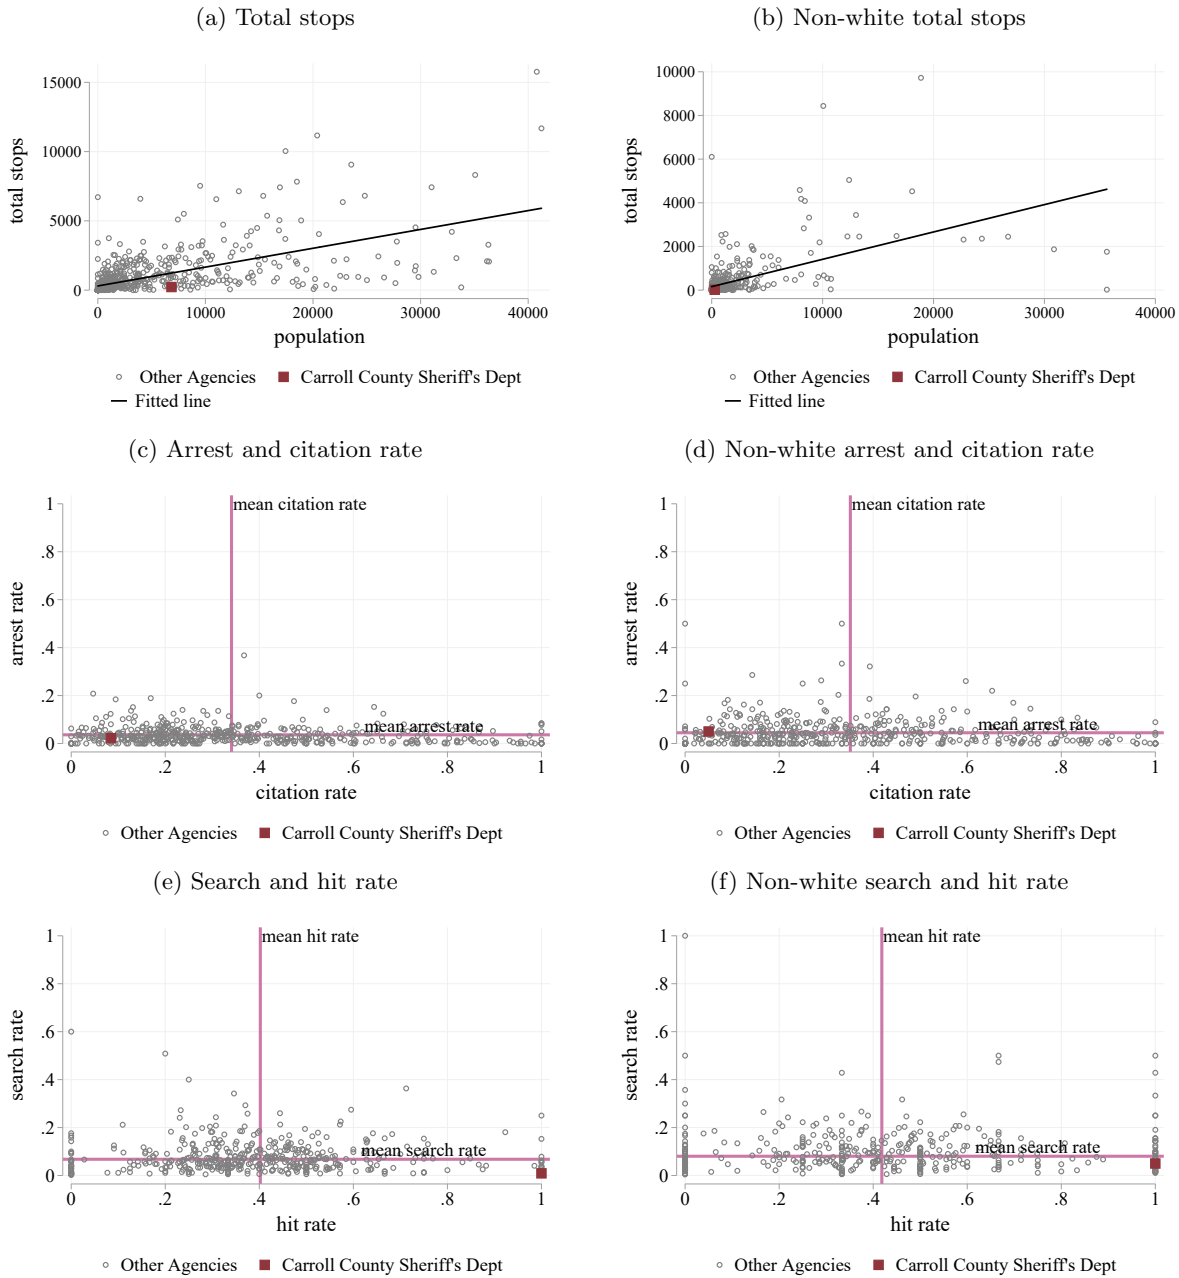 (a) Total stops
(b) Non-white total stops
total stops
15000
10000
5000
0
0 10000 20000 30000 40000
population
Other Agencies Carroll County Sheriff's Dept
Fitted line
total stops
10000
8000
6000
4000
2000
0
0 10000 20000 30000 40000
population
Other Agencies Carroll County Sheriff's Dept
Fitted line
(c) Arrest and citation rate
(d) Non-white arrest and citation rate
arrest rate
1
.8
.6
.4
.2
0
mean citation rate
mean arrest rate
0 .2 .4 .6 .8 1
citation rate
Other Agencies Carroll County Sheriff's Dept
arrest rate
1
.8
.6
.4
.2
0
mean citation rate
mean arrest rate
0 .2 .4 .6 .8 1
citation rate
Other Agencies Carroll County Sheriff's Dept
(e) Search and hit rate
(f) Non-white search and hit rate
search rate
1
.8
.6
.4
.2
0
mean hit rate
mean search rate
0 .2 .4 .6 .8 1
hit rate
Other Agencies Carroll County Sheriff's Dept
search rate
1
.8
.6
.4
.2
0
mean hit rate
mean search rate
0 .2 .4 .6 .8 1
hit rate
Other Agencies Carroll County Sheriff's Dept